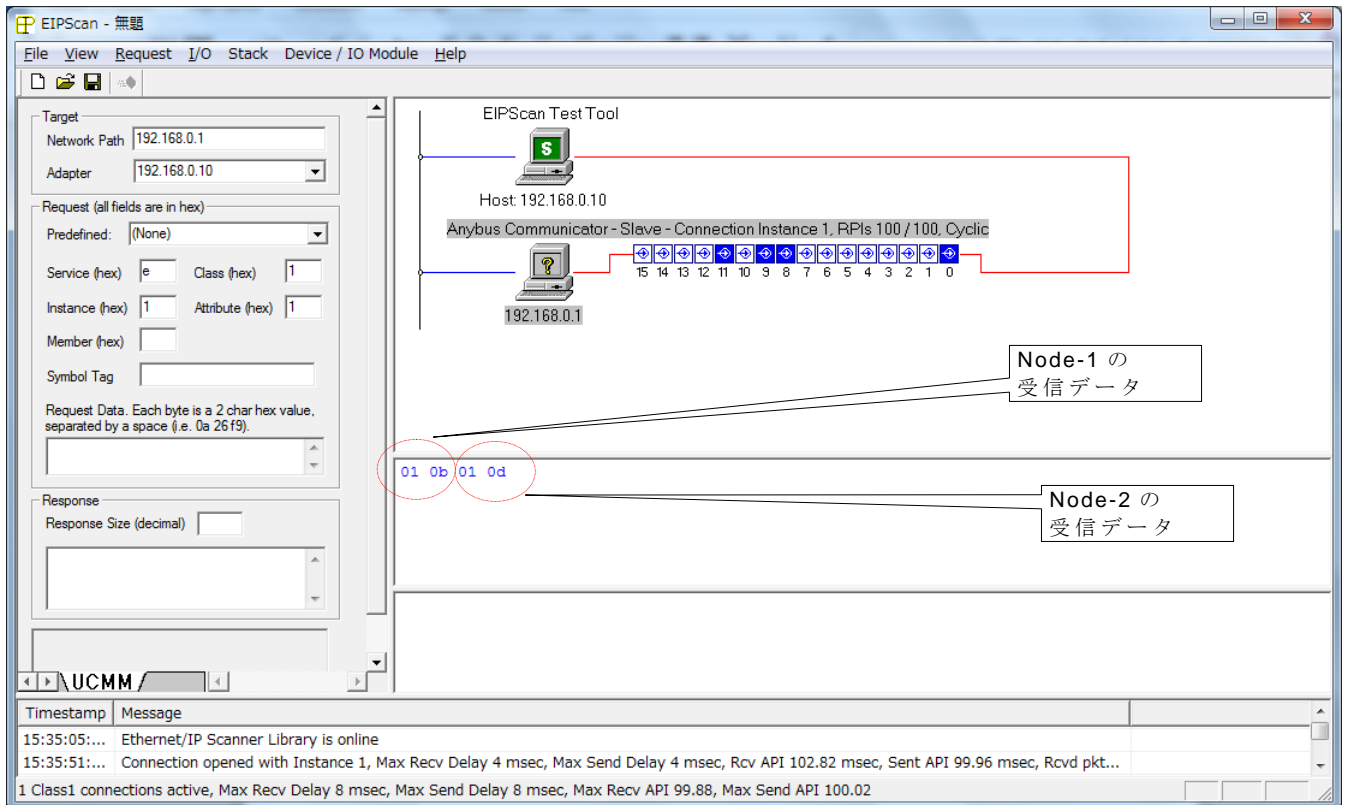 EIPScan - 無題
File View Request I/O Stack Device / IO Module Help
Target
Network Path 192.168.0.1
Adapter 192.168.0.10
Request (all fields are in hex)
Predefined: (None)
Service (hex) e Class (hex) 1
Instance (hex) 1 Attribute (hex) 1
Member (hex)
Symbol Tag
Request Data. Each byte is a 2 char hex value,
separated by a space (i.e. 0a 26 f9).
Response
Response Size (decimal)
UCMM
EIPScan Test Tool
S
Host: 192.168.0.10
Anybus Communicator - Slave - Connection Instance 1, RPIs 100 / 100, Cyclic
?
15 14 13 12 11 10 9 8 7 6 5 4 3 2 1 0
192.168.0.1
Node-1 の
受信データ
01 0b 01 0d
Node-2 の
受信データ
Timestamp Message
15:35:05:... Ethernet/IP Scanner Library is online
15:35:51:... Connection opened with Instance 1, Max Recv Delay 4 msec, Max Send Delay 4 msec, Rcv API 102.82 msec, Sent API 99.96 msec, Rcvd pkt...
1 Class1 connections active, Max Recv Delay 8 msec, Max Send Delay 8 msec, Max Recv API 99.88, Max Send API 100.02